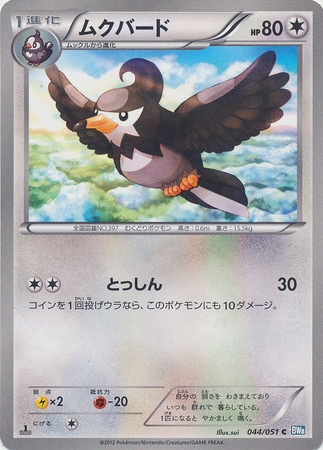 1進化 ムクバード HP80
ムックルから進化
全国図鑑NO.397 むくどりポケモン 高さ:0.6m 重さ:15.5kg
とっしん 30
コインを1回投げウラなら、このポケモンにも10ダメージ。
弱点 ×2 抵抗力 -20
にげる
自分の 弱さを わきまえており
いつも 群れで 暮らしている。
1匹になると やかましく 鳴く。
1 Illus.sui 044/051 C BW8
©2012 Pokémon/Nintendo/Creatures/GAME FREAK